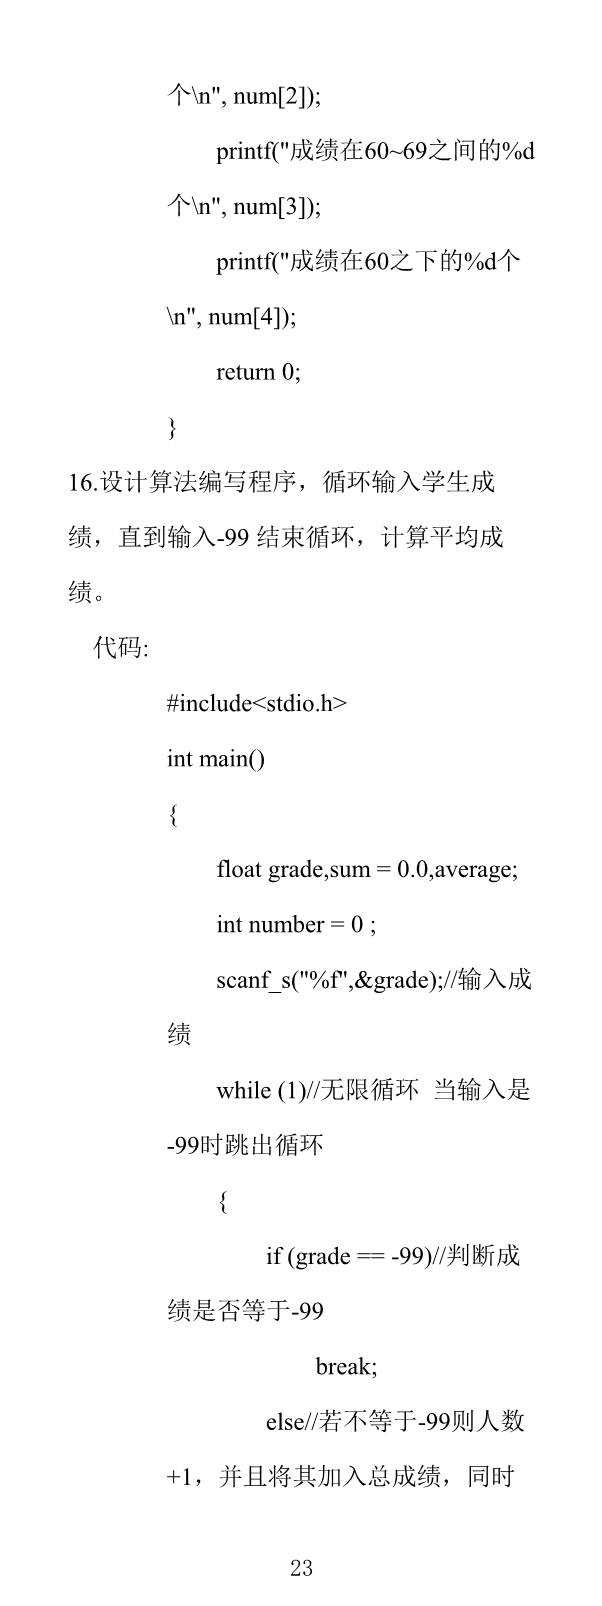 个\n", num[2]);
printf("成绩在60~69之间的%d
个\n", num[3]);
printf("成绩在60之下的%d个
\n", num[4]);
return 0;
}
16.设计算法编写程序，循环输入学生成
绩，直到输入-99 结束循环，计算平均成
绩。
代码:
#include<stdio.h>
int main()
{
float grade,sum = 0.0,average;
int number = 0 ;
scanf_s("%f",&grade);//输入成
绩
while (1)//无限循环  当输入是
-99时跳出循环
{
if (grade == -99)//判断成
绩是否等于-99
break;
else//若不等于-99则人数
+1，并且将其加入总成绩，同时
23